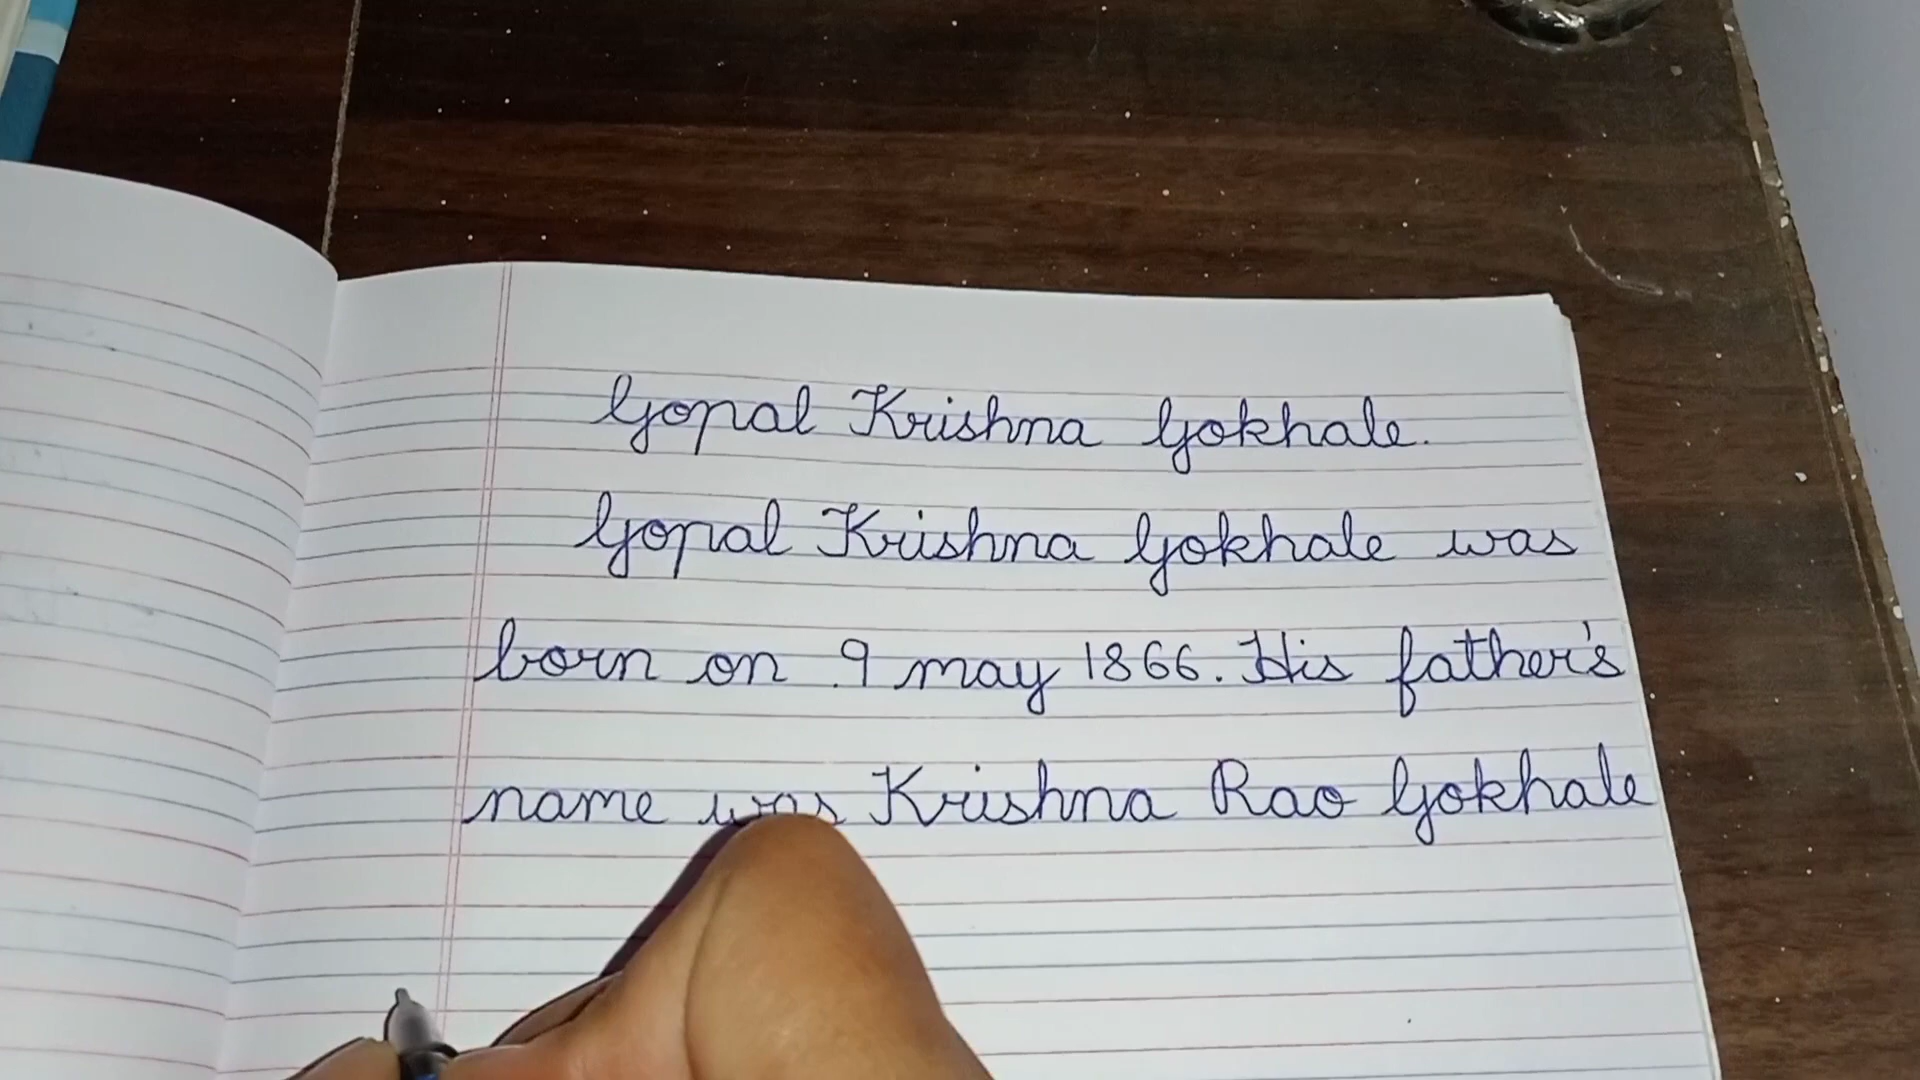 Gopal Krishna Gokhale.
Gopal Krishna Gokhale was
born on 9 may 1866. His father's
name was Krishna Rao Gokhale